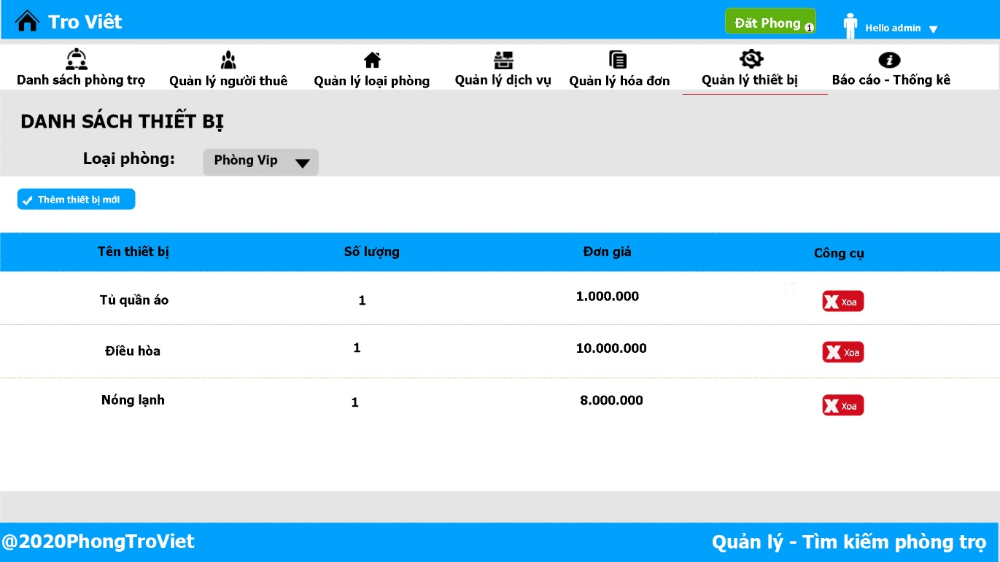 Tro Viêt
Đăt Phong 1
Hello admin
Danh sách phòng trọ Quản lý người thuê Quản lý loại phòng Quản lý dịch vụ Quản lý hóa đơn Quản lý thiết bị Báo cáo - Thống kê
DANH SÁCH THIẾT BỊ
Loại phòng: Phòng Vip
Thêm thiết bị mới
Tên thiết bị Số lượng Đơn giá Công cụ
Tủ quần áo 1 1.000.000 Xoa
Điều hòa 1 10.000.000 Xoa
Nóng lạnh 1 8.000.000 Xoa
@2020PhongTroViet Quản lý - Tìm kiếm phòng trọ